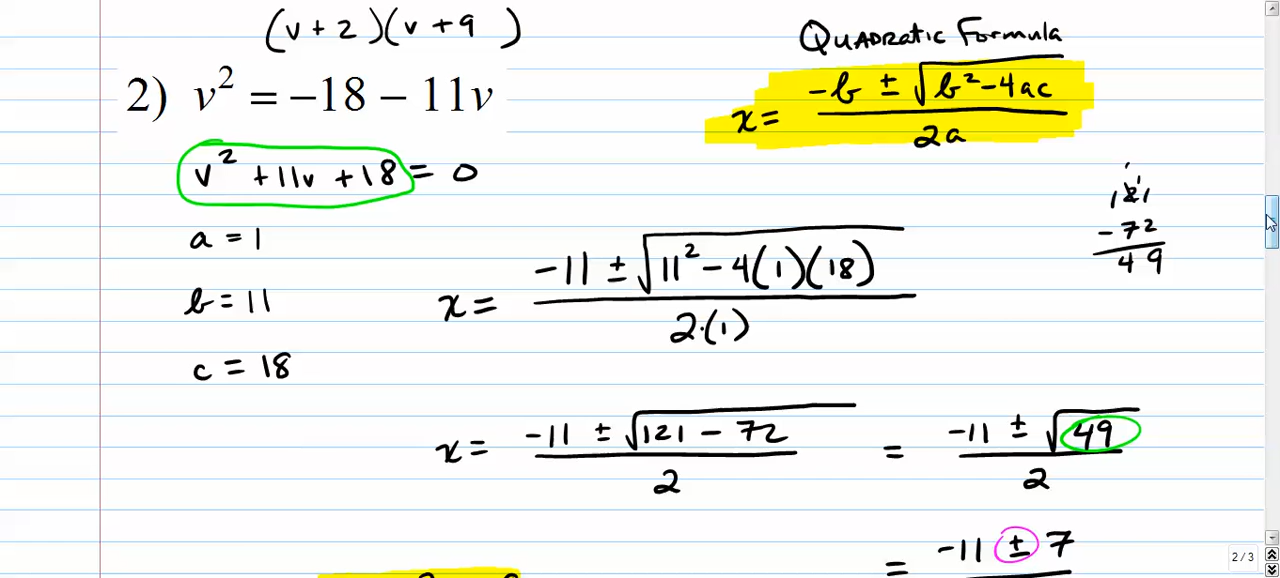 (v + 2)(v + 9)
Quadratic Formula
2) v² = −18 − 11v
x = (-b ± √(b² - 4ac)) / 2a
v² + 11v + 18 = 0
121
- 72
49
a = 1
b = 11
c = 18
x = (-11 ± √(11² - 4(1)(18))) / 2·(1)
x = (-11 ± √(121 - 72)) / 2 = (-11 ± √49) / 2
= -11 ± 7
2 / 3